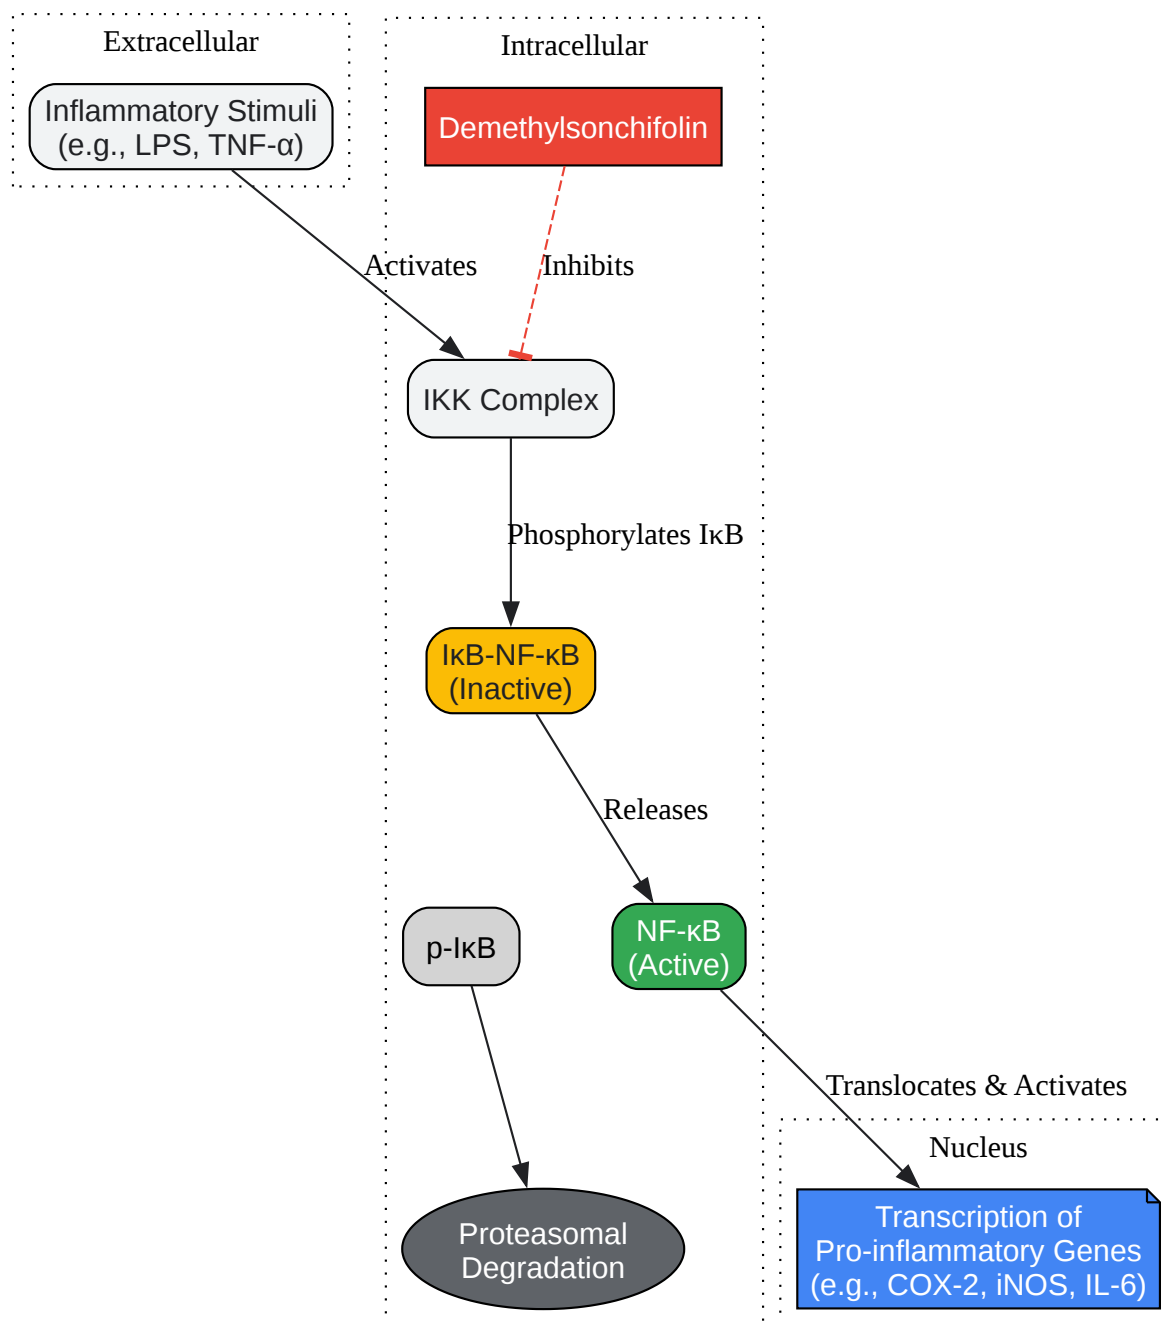 Extracellular
Intracellular
Inflammatory Stimuli
(e.g., LPS, TNF-α)
Demethylsonchifolin
Activates
Inhibits
IKK Complex
Phosphorylates IκB
IκB-NF-κB
(Inactive)
Releases
p-IκB
NF-κB
(Active)
Translocates & Activates
Nucleus
Proteasomal
Degradation
Transcription of
Pro-inflammatory Genes
(e.g., COX-2, iNOS, IL-6)